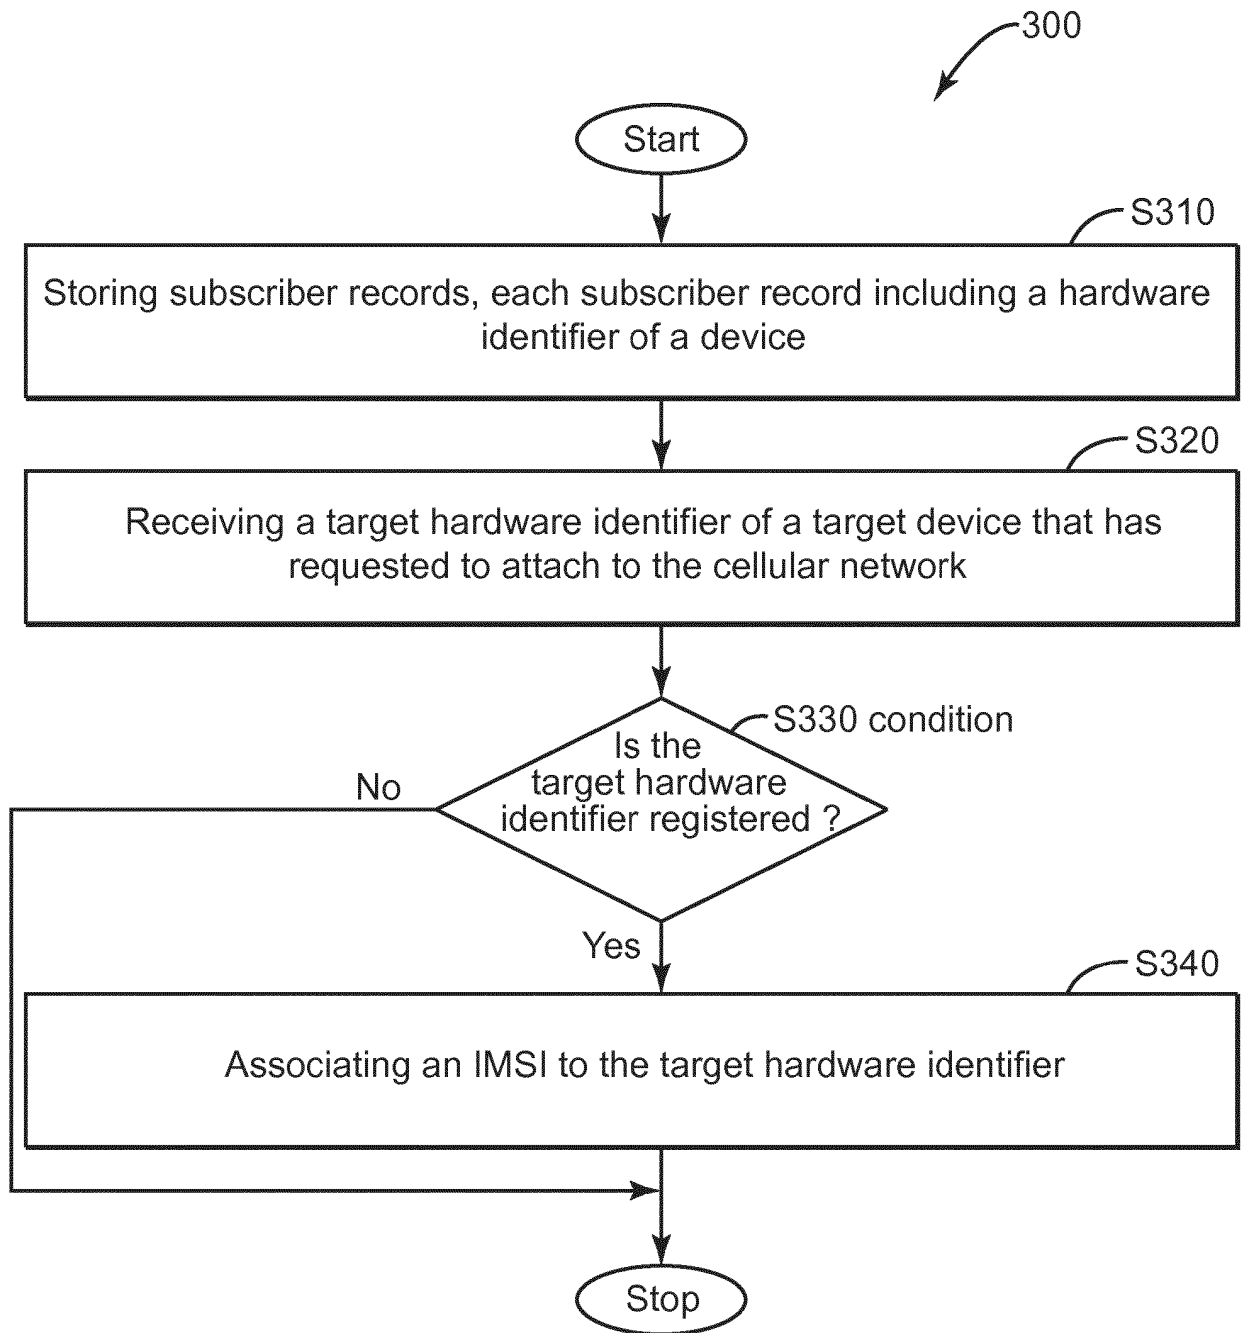 300
Start
S310
Storing subscriber records, each subscriber record including a hardware
identifier of a device
S320
Receiving a target hardware identifier of a target device that has
requested to attach to the cellular network
S330 condition
Is the
target hardware
identifier registered ?
No
Yes
S340
Associating an IMSI to the target hardware identifier
Stop